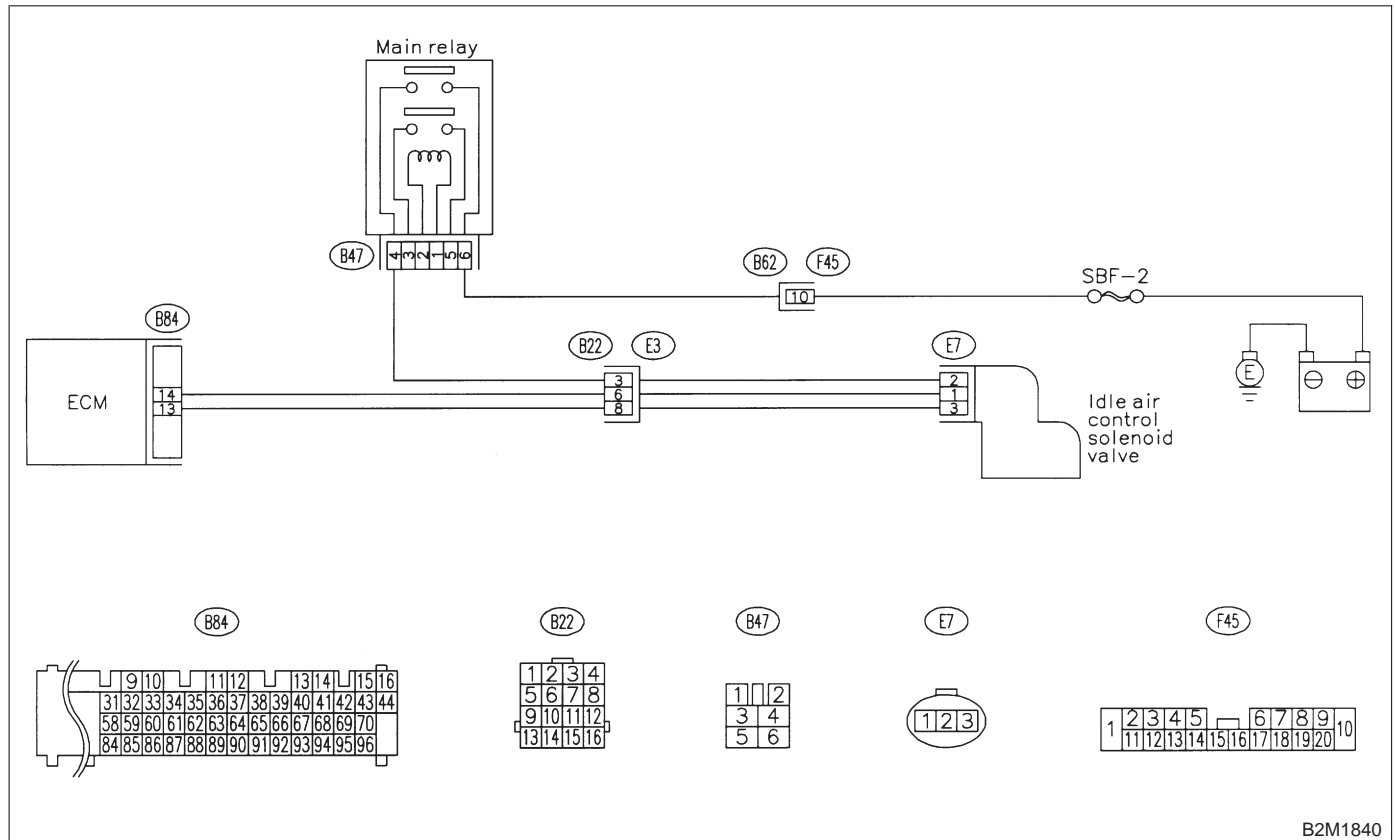 Main relay
B47
4 3 2 1 5 6
B62 F45
10
SBF-2
B84
B22 E3
E7
ECM
14
13
3
6
8
2
1
3
E
Idle air
control
solenoid
valve
B84
9 10 11 12 13 14 15 16
31 32 33 34 35 36 37 38 39 40 41 42 43 44
58 59 60 61 62 63 64 65 66 67 68 69 70
84 85 86 87 88 89 90 91 92 93 94 95 96
B22
1 2 3 4
5 6 7 8
9 10 11 12
13 14 15 16
B47
1 2
3 4
5 6
E7
1 2 3
F45
1 2 3 4 5 6 7 8 9 10
11 12 13 14 15 16 17 18 19 20
B2M1840